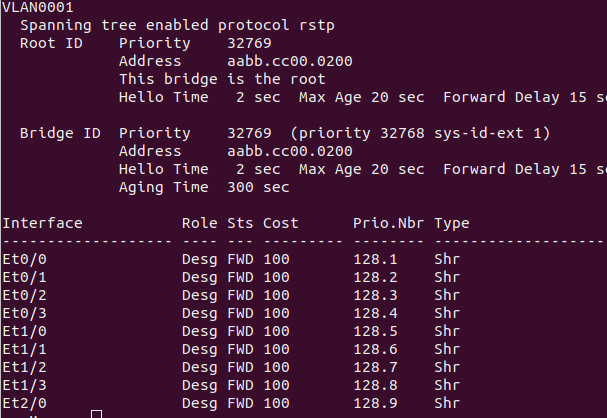 VLAN0001
  Spanning tree enabled protocol rstp
  Root ID    Priority    32769
             Address     aabb.cc00.0200
             This bridge is the root
             Hello Time   2 sec  Max Age 20 sec  Forward Delay 15 s

  Bridge ID  Priority    32769  (priority 32768 sys-id-ext 1)
             Address     aabb.cc00.0200
             Hello Time   2 sec  Max Age 20 sec  Forward Delay 15 s
             Aging Time  300 sec

Interface           Role Sts Cost      Prio.Nbr Type
------------------- ---- --- --------- -------- -------------------
Et0/0               Desg FWD 100       128.1    Shr
Et0/1               Desg FWD 100       128.2    Shr
Et0/2               Desg FWD 100       128.3    Shr
Et0/3               Desg FWD 100       128.4    Shr
Et1/0               Desg FWD 100       128.5    Shr
Et1/1               Desg FWD 100       128.6    Shr
Et1/2               Desg FWD 100       128.7    Shr
Et1/3               Desg FWD 100       128.8    Shr
Et2/0               Desg FWD 100       128.9    Shr